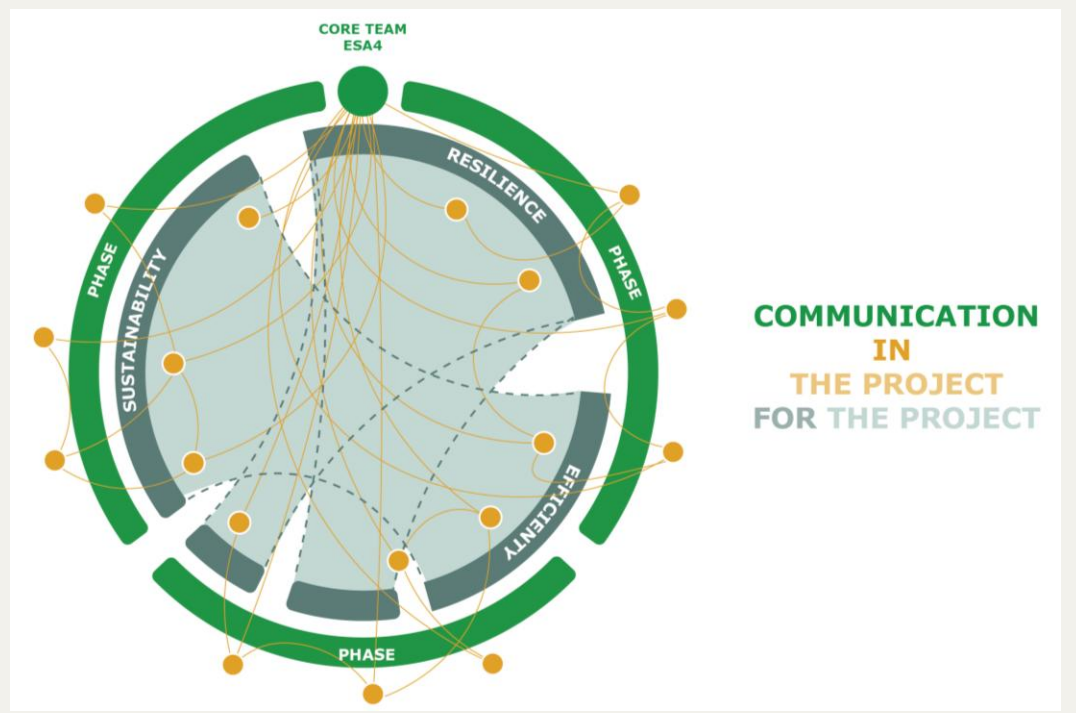 CORE TEAM
ESA4
RESILIENCE
PHASE
PHASE
SUSTAINABILITY
COMMUNICATION
IN
THE PROJECT
FOR THE PROJECT
EFFICIENTY
PHASE